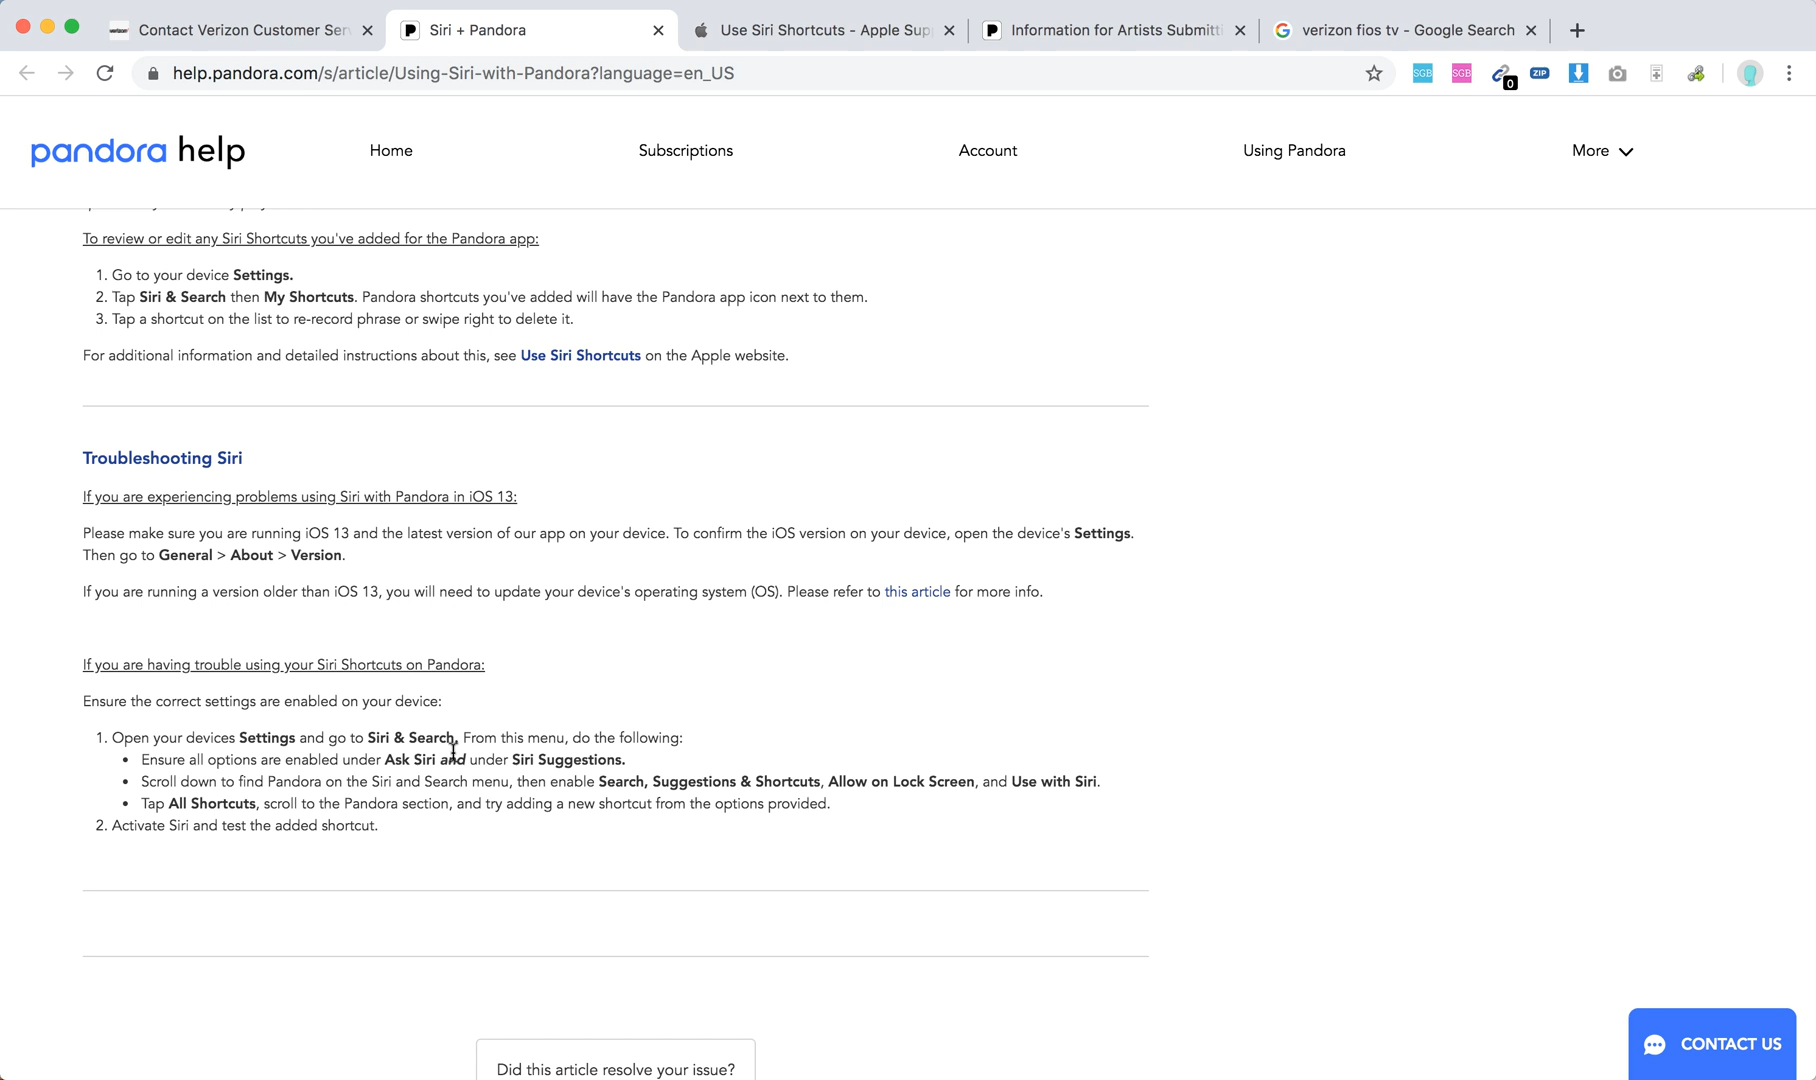 verizon Contact Verizon Customer Ser
Siri + Pandora
Use Siri Shortcuts - Apple Sup
Information for Artists Submitti
verizon fios tv - Google Search
help.pandora.com/s/article/Using-Siri-with-Pandora?language=en_US
SGB SGB 0 ZIP
pandora help
Home
Subscriptions
Account
Using Pandora
More
To review or edit any Siri Shortcuts you've added for the Pandora app:
1. Go to your device Settings.
2. Tap Siri & Search then My Shortcuts. Pandora shortcuts you've added will have the Pandora app icon next to them.
3. Tap a shortcut on the list to re-record phrase or swipe right to delete it.
For additional information and detailed instructions about this, see Use Siri Shortcuts on the Apple website.
Troubleshooting Siri
If you are experiencing problems using Siri with Pandora in iOS 13:
Please make sure you are running iOS 13 and the latest version of our app on your device. To confirm the iOS version on your device, open the device's Settings.
Then go to General > About > Version.
If you are running a version older than iOS 13, you will need to update your device's operating system (OS). Please refer to this article for more info.
If you are having trouble using your Siri Shortcuts on Pandora:
Ensure the correct settings are enabled on your device:
1. Open your devices Settings and go to Siri & Search. From this menu, do the following:
• Ensure all options are enabled under Ask Siri and under Siri Suggestions.
• Scroll down to find Pandora on the Siri and Search menu, then enable Search, Suggestions & Shortcuts, Allow on Lock Screen, and Use with Siri.
• Tap All Shortcuts, scroll to the Pandora section, and try adding a new shortcut from the options provided.
2. Activate Siri and test the added shortcut.
Did this article resolve your issue?
CONTACT US